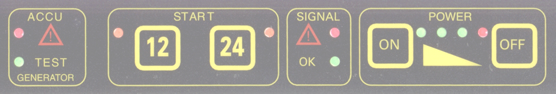 ACCU
TEST
GENERATOR
START
12
24
SIGNAL
OK
POWER
ON
OFF